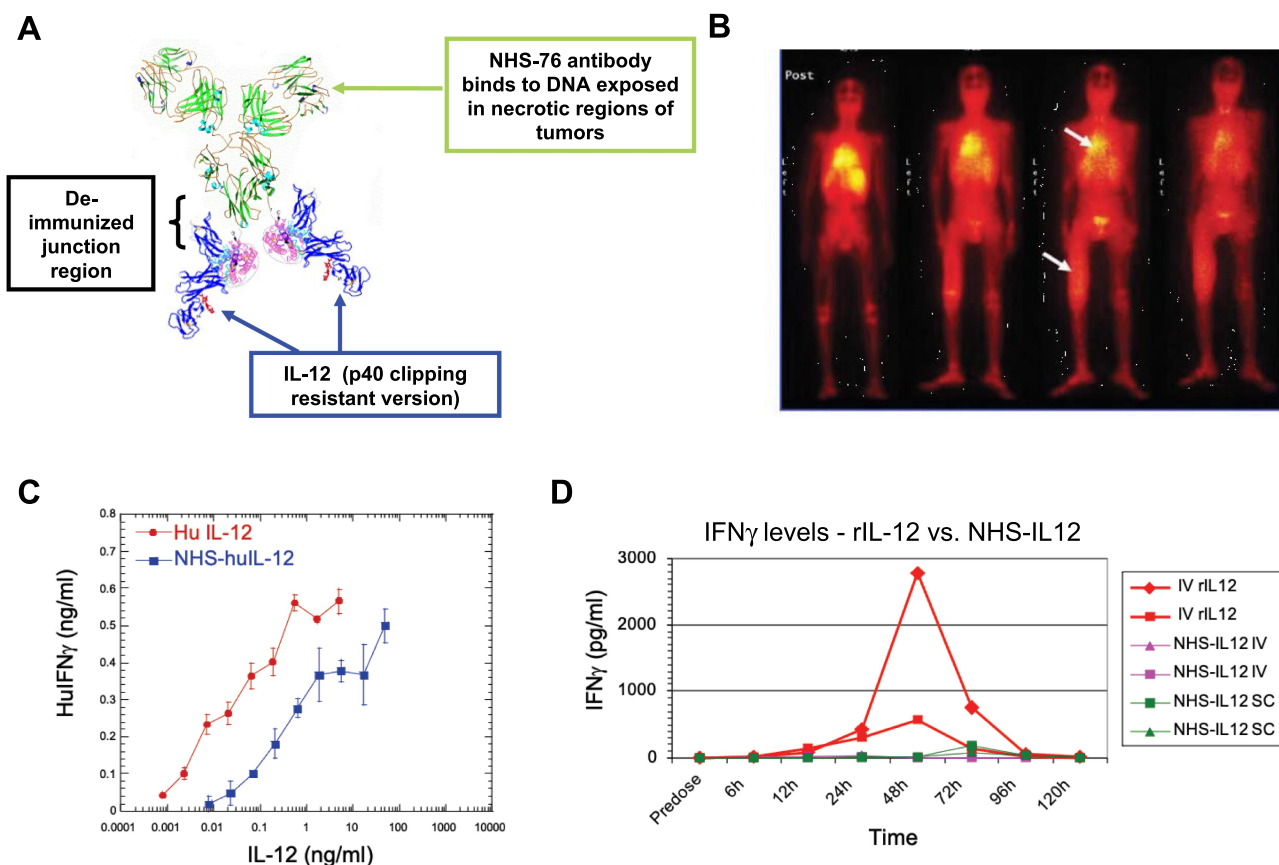 A
NHS-76 antibody
binds to DNA exposed
in necrotic regions of
tumors
De-
immunized
junction
region
IL-12 (p40 clipping
resistant version)
B
Post
Left
Left
Left
Left
C
0.8
0.7
0.6
0.5
0.4
0.3
0.2
0.1
0
Hu IL-12
NHS-huIL-12
HuIFNγ (ng/ml)
0.0001 0.001 0.01 0.1 1 10 100 1000 10000
IL-12 (ng/ml)
D
IFNγ levels - rIL-12 vs. NHS-IL12
3000
2000
1000
0
IFNγ (pg/ml)
Predose 6h 12h 24h 48h 72h 96h 120h
Time
IV rIL12
IV rIL12
NHS-IL12 IV
NHS-IL12 IV
NHS-IL12 SC
NHS-IL12 SC